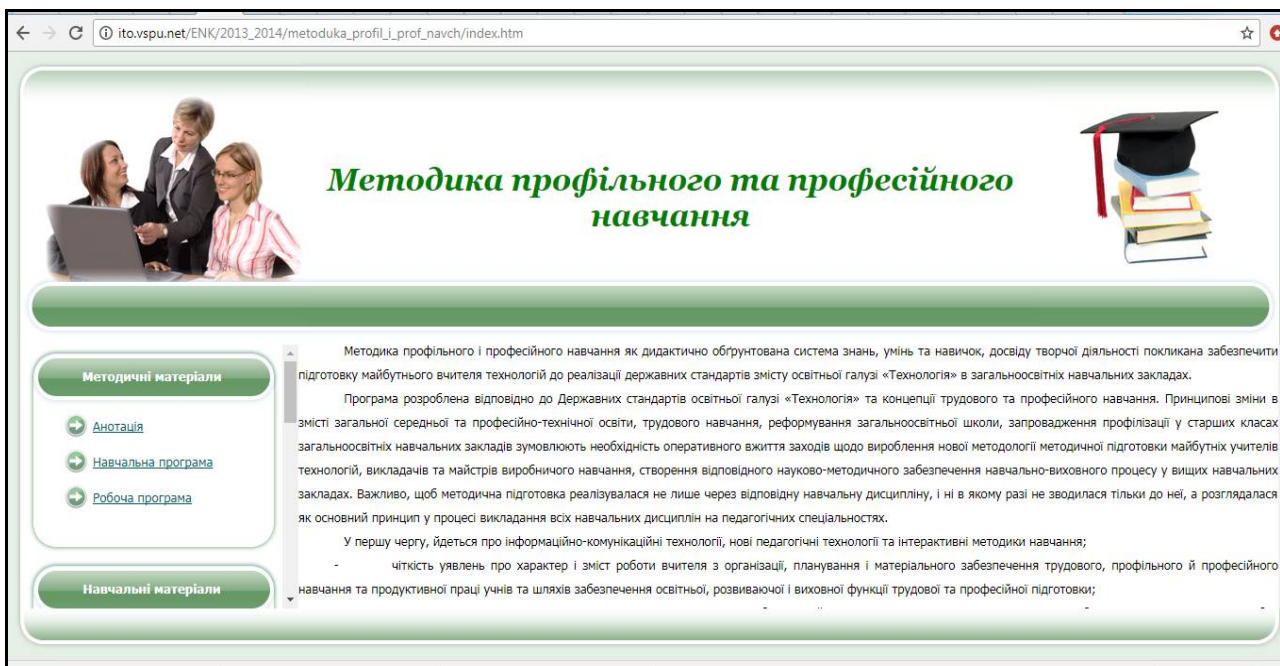 ito.vspu.net/ENK/2013_2014/metoduka_profil_i_prof_navch/index.htm
Методика профільного та професійного
навчання
Методичні матеріали
Анотація
Навчальна програма
Робоча програма
Навчальні матеріали
Методика профільного і професійного навчання як дидактично обґрунтована система знань, умінь та навичок, досвіду творчої діяльності покликана забезпечити
підготовку майбутнього вчителя технологій до реалізації державних стандартів змісту освітньої галузі «Технологія» в загальноосвітніх навчальних закладах.
Програма розроблена відповідно до Державних стандартів освітньої галузі «Технологія» та концепції трудового та професійного навчання. Принципові зміни в
змісті загальної середньої та професійно-технічної освіти, трудового навчання, реформування загальноосвітньої школи, запровадження профілізації у старших класах
загальноосвітніх навчальних закладів зумовлюють необхідність оперативного вжиття заходів щодо вироблення нової методології методичної підготовки майбутніх учителів
технологій, викладачів та майстрів виробничого навчання, створення відповідного науково-методичного забезпечення навчально-виховного процесу у вищих навчальних
закладах. Важливо, щоб методична підготовка реалізувалася не лише через відповідну навчальну дисципліну, і ні в якому разі не зводилася тільки до неї, а розглядалася
як основний принцип у процесі викладання всіх навчальних дисциплін на педагогічних спеціальностях.
У першу чергу, йдеться про інформаційно-комунікаційні технології, нові педагогічні технології та інтерактивні методики навчання;
- чіткість уявлень про характер і зміст роботи вчителя з організації, планування і матеріального забезпечення трудового, профільного й професійного
навчання та продуктивної праці учнів та шляхів забезпечення освітньої, розвиваючої і виховної функції трудової та професійної підготовки;